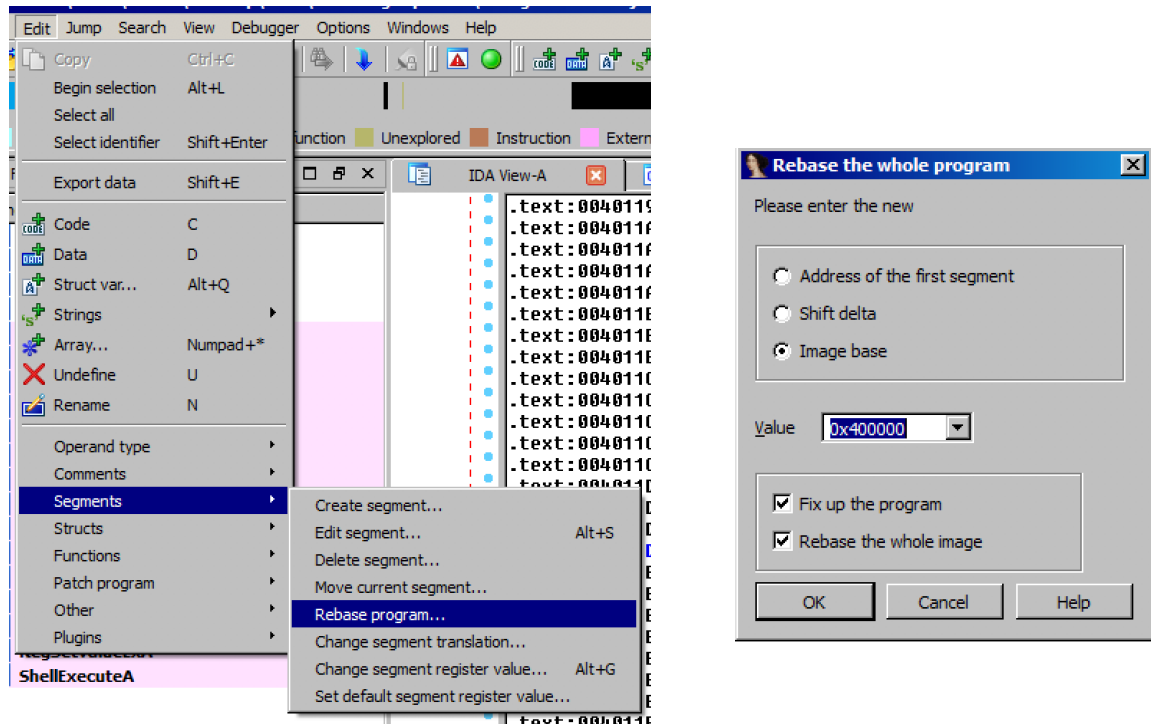 Edit Jump Search View Debugger Options Windows Help
Copy Ctrl+C
Begin selection Alt+L
Select all
Select identifier Shift+Enter
unction Unexplored Instruction Extern
Export data Shift+E
IDA View-A
Code C
Data D
Struct var... Alt+Q
Strings
Array... Numpad+*
Undefine U
Rename N
Operand type
Comments
Segments
Structs
Functions
Patch program
Other
Plugins
ShellExecuteA
.text:0040119
.text:004011A
.text:004011A
.text:004011A
.text:004011A
.text:004011B
.text:004011B
.text:004011B
.text:004011C
.text:004011C
.text:004011C
.text:004011C
.text:004011C
.text:004011D
Create segment...
Edit segment... Alt+S
Delete segment...
Move current segment...
Rebase program...
Change segment translation...
Change segment register value... Alt+G
Set default segment register value...
Rebase the whole program
Please enter the new
Address of the first segment
Shift delta
Image base
Value 0x400000
Fix up the program
Rebase the whole image
OK Cancel Help